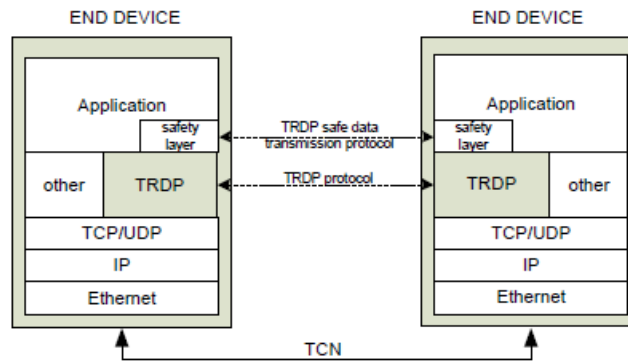 END DEVICE
END DEVICE
Application
safety
layer
TRDP safe data
transmission protocol
Application
safety
layer
other
TRDP
TRDP protocol
TRDP
other
TCP/UDP
TCP/UDP
IP
IP
Ethernet
Ethernet
TCN